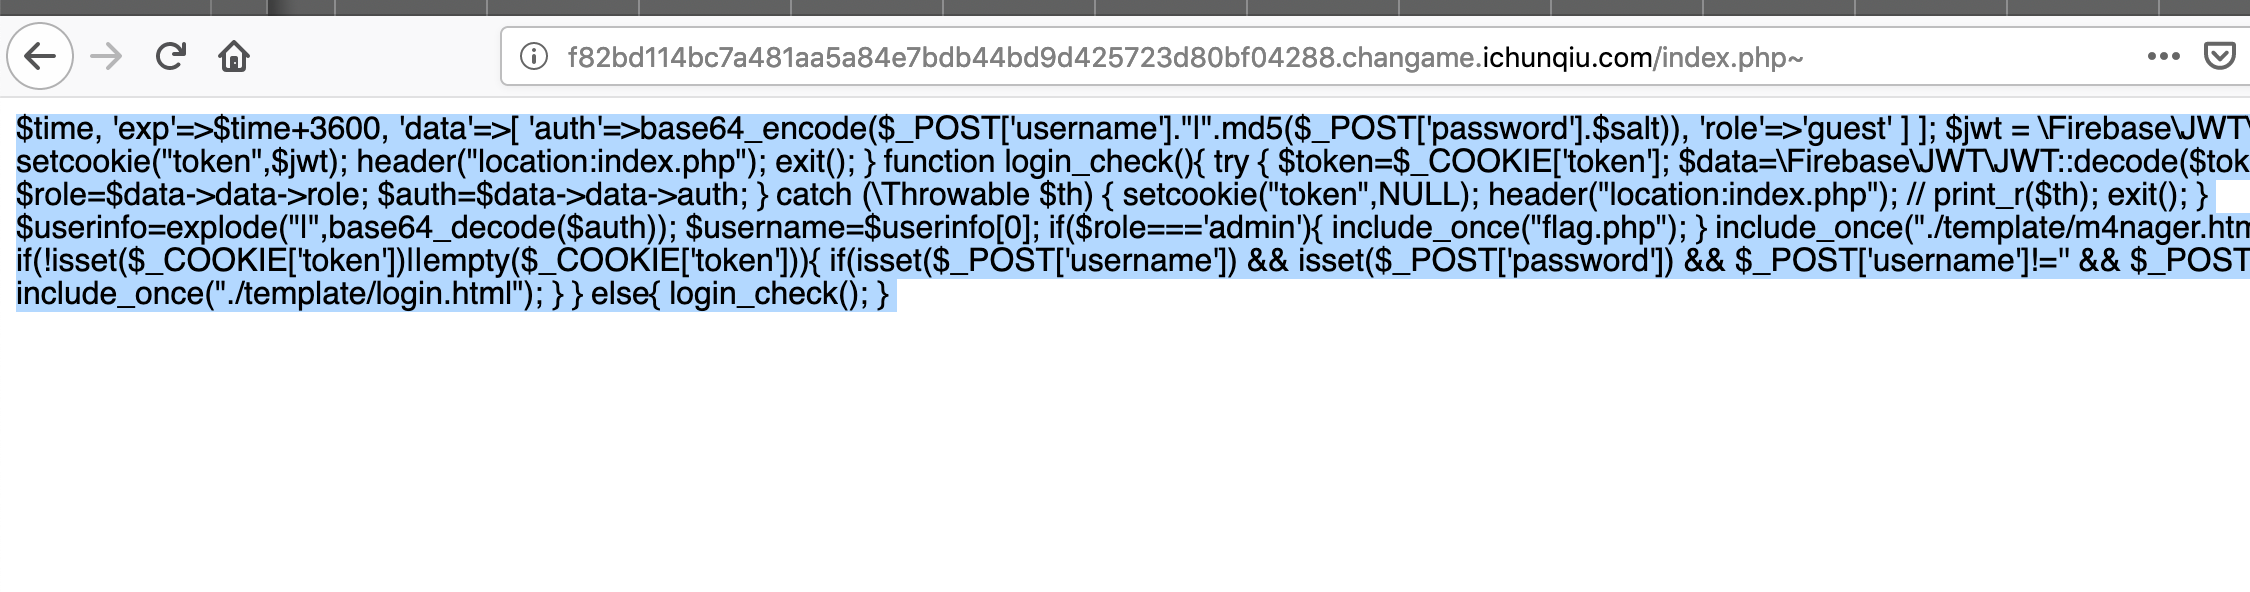 f82bd114bc7a481aa5a84e7bdb44bd9d425723d80bf04288.changame.ichunqiu.com/index.php~
$time, 'exp'=>$time+3600, 'data'=>[ 'auth'=>base64_encode($_POST['username']."|".md5($_POST['password'].$salt)), 'role'=>'guest' ] ]; $jwt = \Firebase\JWT\
setcookie("token",$jwt); header("location:index.php"); exit(); } function login_check(){ try { $token=$_COOKIE['token']; $data=\Firebase\JWT\JWT::decode($tok
$role=$data->data->role; $auth=$data->data->auth; } catch (\Throwable $th) { setcookie("token",NULL); header("location:index.php"); // print_r($th); exit(); }
$userinfo=explode("|",base64_decode($auth)); $username=$userinfo[0]; if($role==='admin'){ include_once("flag.php"); } include_once("./template/m4nager.htm
if(!isset($_COOKIE['token'])||empty($_COOKIE['token'])){ if(isset($_POST['username']) && isset($_POST['password']) && $_POST['username']!='' && $_POST
include_once("./template/login.html"); } } else{ login_check(); }